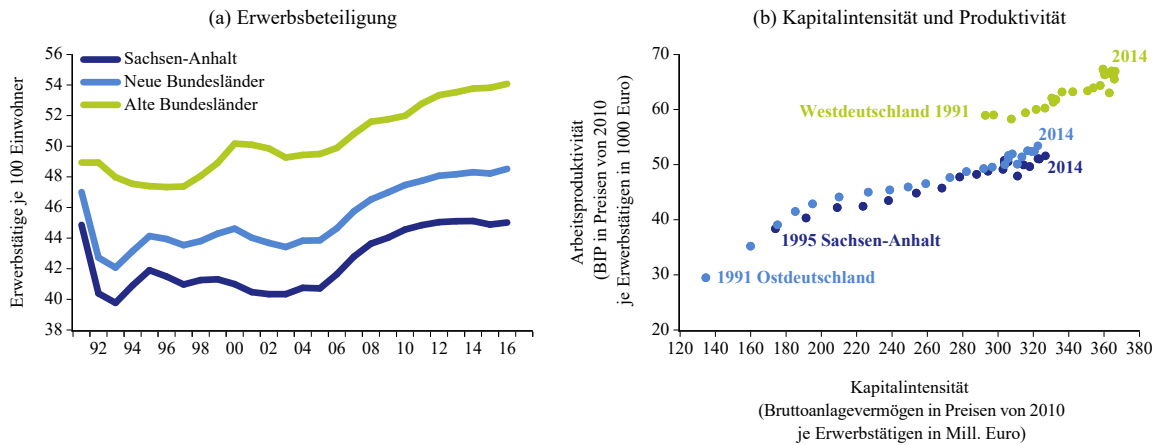 (a) Erwerbsbeteiligung
Erwerbstätige je 100 Einwohner
56
54
52
50
48
46
44
42
40
38
Sachsen-Anhalt
Neue Bundesländer
Alte Bundesländer
92 94 96 98 00 02 04 06 08 10 12 14 16
(b) Kapitalintensität und Produktivität
Arbeitsproduktivität
(BIP in Preisen von 2010
je Erwerbstätigen in 1000 Euro)
70
60
50
40
30
20
2014
Westdeutschland 1991
2014
2014
1995 Sachsen-Anhalt
1991 Ostdeutschland
120 140 160 180 200 220 240 260 280 300 320 340 360 380
Kapitalintensität
(Bruttoanlagevermögen in Preisen von 2010
je Erwerbstätigen in Mill. Euro)